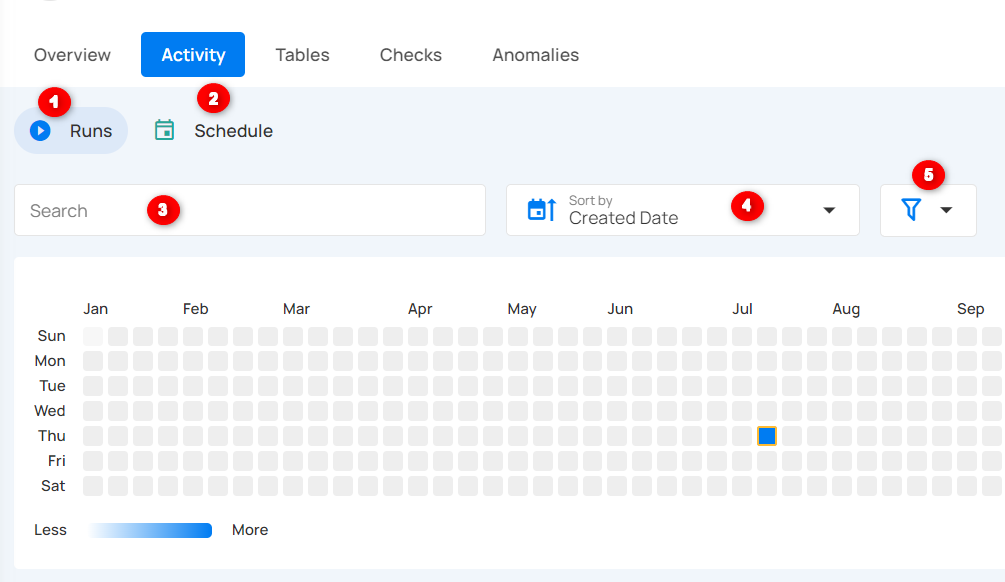 Overview Activity Tables Checks Anomalies
1 2
Runs Schedule
5
Search 3 Sort by 4
Created Date
Jan Feb Mar Apr May Jun Jul Aug Sep
Sun
Mon
Tue
Wed
Thu
Fri
Sat
Less More